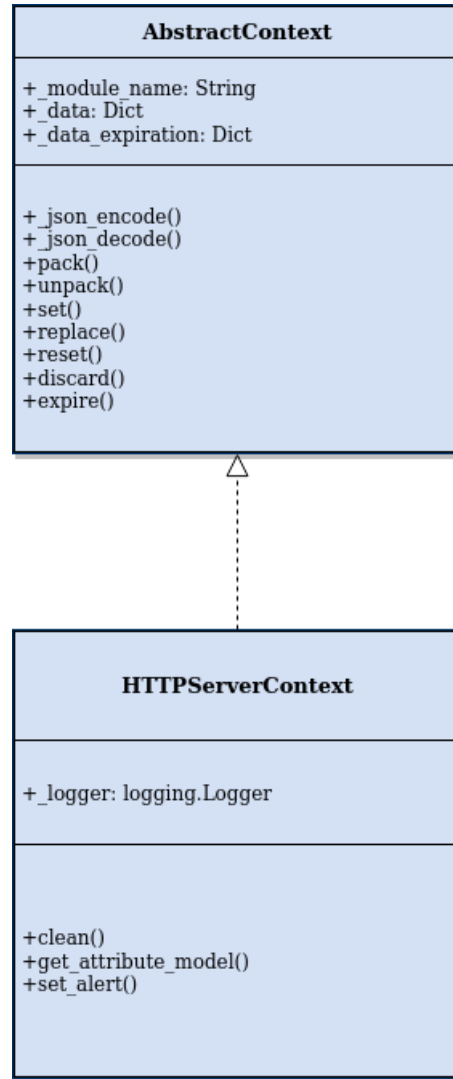 AbstractContext
+_module_name: String
+_data: Dict
+_data_expiration: Dict
+_json_encode()
+_json_decode()
+pack()
+unpack()
+set()
+replace()
+reset()
+discard()
+expire()
HTTPServerContext
+_logger: logging.Logger
+clean()
+get_attribute_model()
+set_alert()